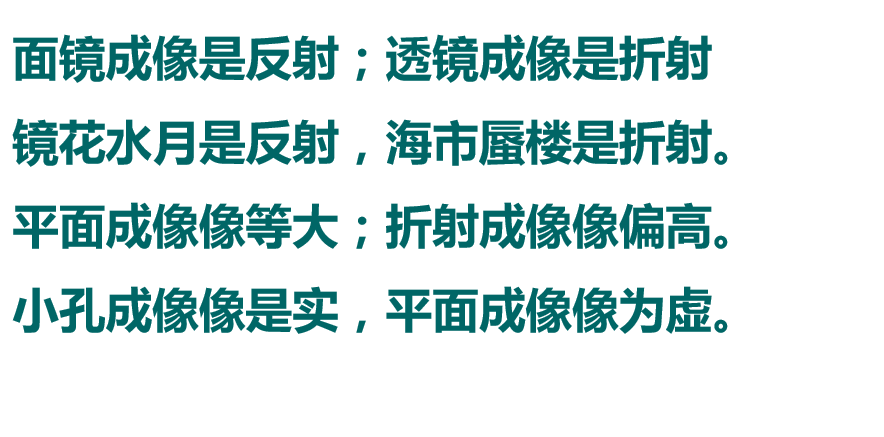 面镜成像是反射；透镜成像是折射
镜花水月是反射，海市蜃楼是折射。
平面成像像等大；折射成像像偏高。
小孔成像像是实，平面成像像为虚。